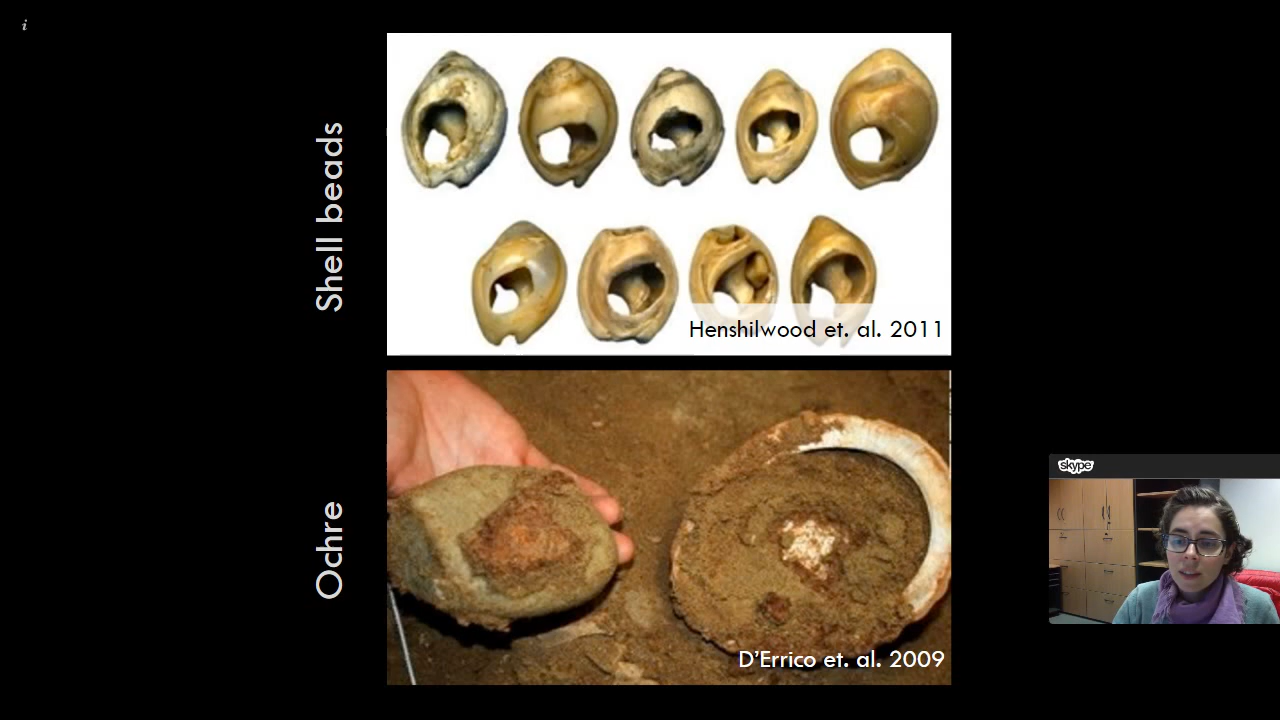 i
Shell beads
Henshilwood et. al. 2011
Ochre
D'Errico et. al. 2009
skype